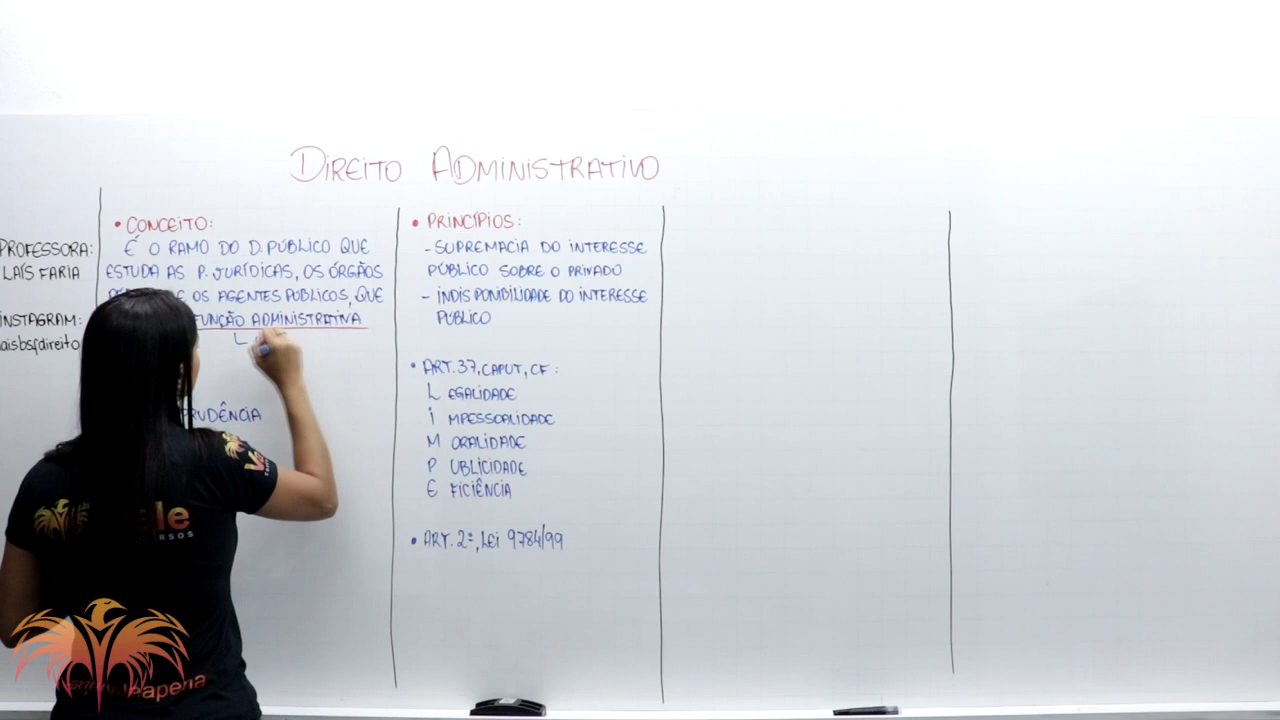 DIREITO ADMINISTRATIVO
PROFESSORA:
LAÍS FARIA
INSTAGRAM:
aisbsfdireito
• CONCEITO:
É O RAMO DO D. PÚBLICO QUE
ESTUDA AS P. JURÍDICAS, OS ÓRGÃOS
E OS AGENTES PÚBLICOS, QUE
FUNÇÃO ADMINISTRATIVA
L
PRUDÊNCIA
• PRINCÍPIOS:
- SUPREMACIA DO INTERESSE
PÚBLICO SOBRE O PRIVADO
- INDISPONIBILIDADE DO INTERESSE
PÚBLICO
• ART. 37, CAPUT, CF:
L EGALIDADE
I MPESSOALIDADE
M ORALIDADE
P UBLICIDADE
E FICIÊNCIA
• ART. 2º, LEI 9784/99